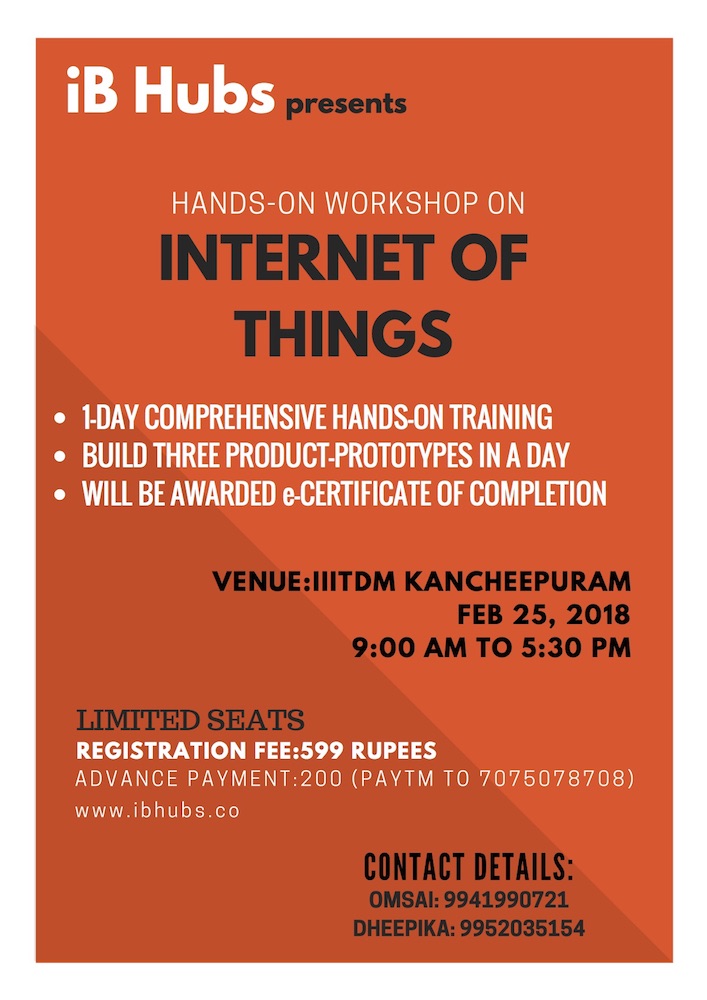 iB Hubs presents
HANDS-ON WORKSHOP ON
INTERNET OF
THINGS
• 1-DAY COMPREHENSIVE HANDS-ON TRAINING
• BUILD THREE PRODUCT-PROTOTYPES IN A DAY
• WILL BE AWARDED e-CERTIFICATE OF COMPLETION
VENUE:IIITDM KANCHEEPURAM
FEB 25, 2018
9:00 AM TO 5:30 PM
LIMITED SEATS
REGISTRATION FEE:599 RUPEES
ADVANCE PAYMENT:200 (PAYTM TO 7075078708)
www.ibhubs.co
CONTACT DETAILS:
OMSAI: 9941990721
DHEEPIKA: 9952035154